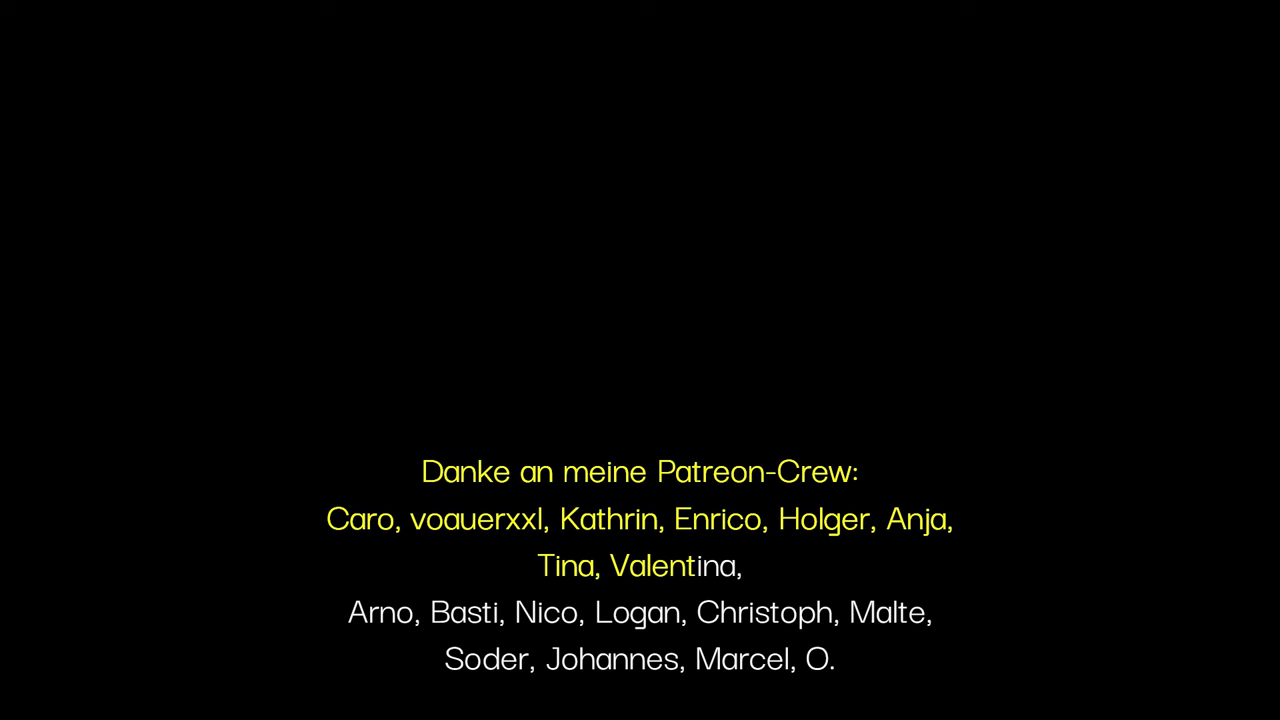 Danke an meine Patreon-Crew:
Caro, voauerxxl, Kathrin, Enrico, Holger, Anja,
Tina, Valentina,
Arno, Basti, Nico, Logan, Christoph, Malte,
Soder, Johannes, Marcel, O.